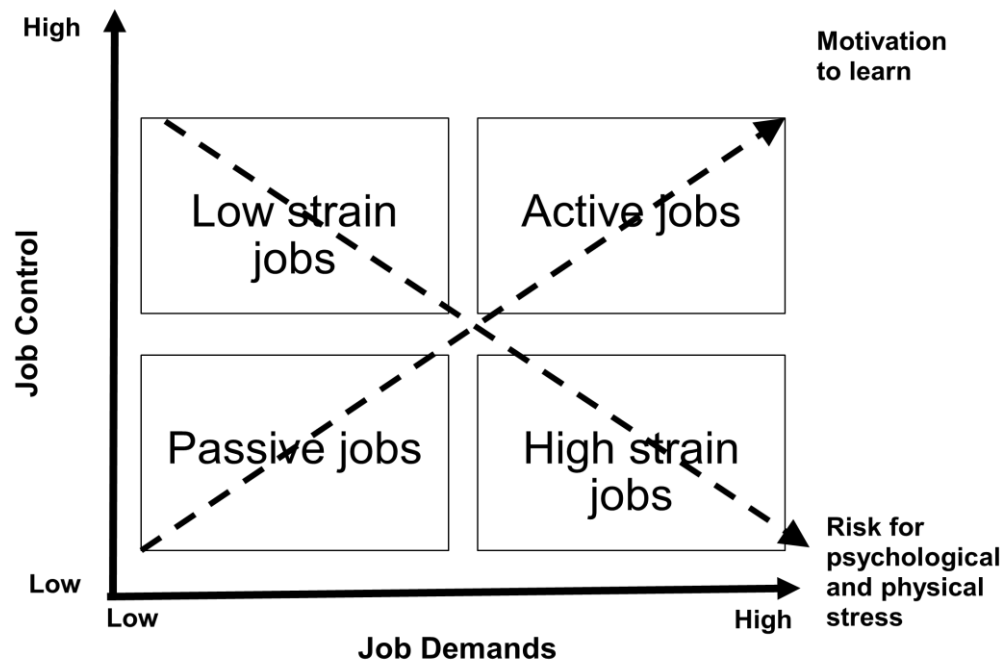 High
Motivation
to learn
Low strain
jobs
Active jobs
Job Control
Passive jobs
High strain
jobs
Risk for
psychological
and physical
stress
Low
Low
High
Job Demands